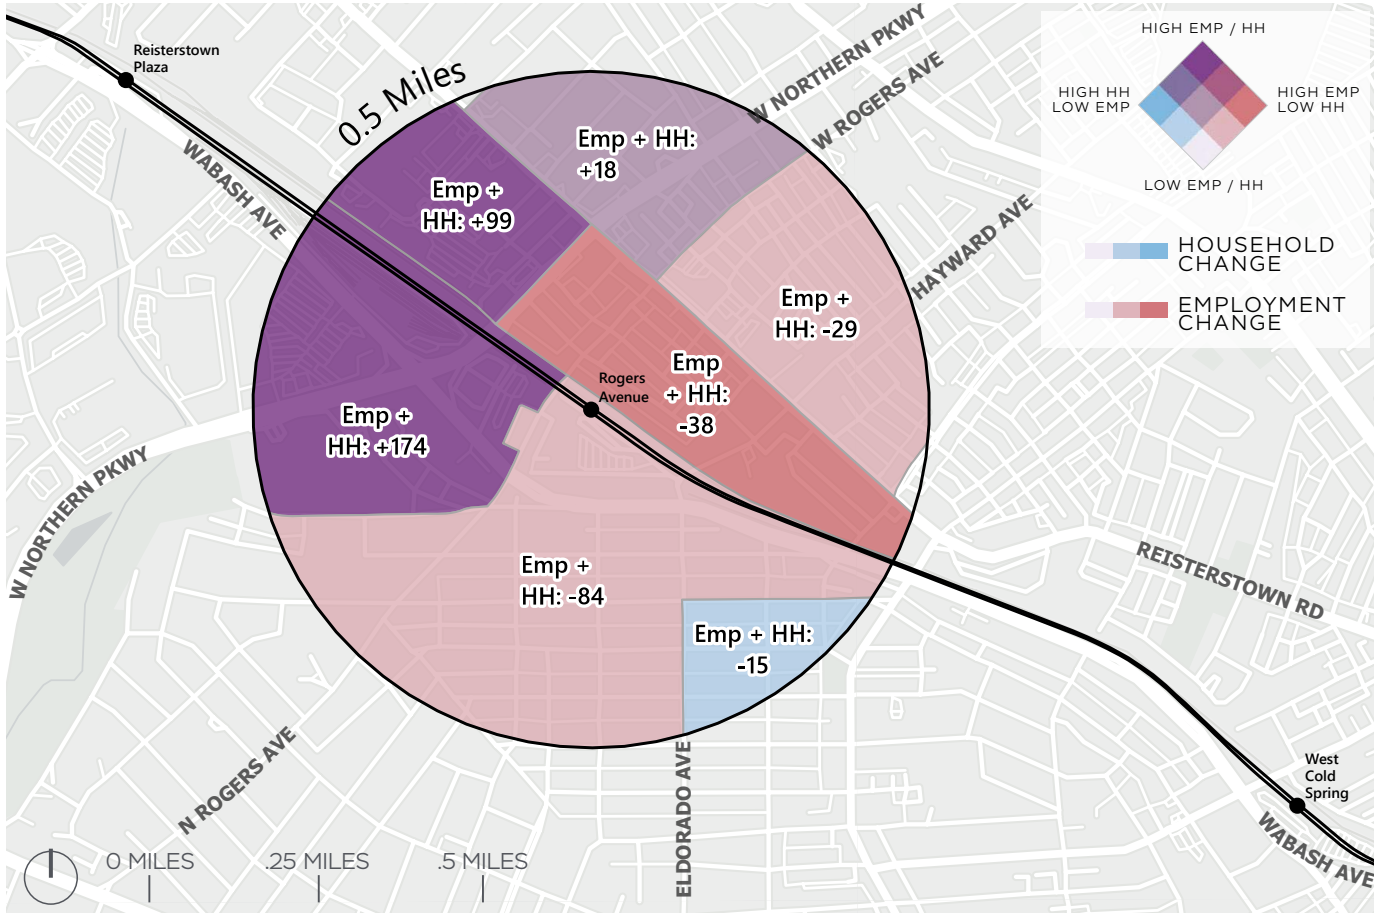 Reisterstown
Plaza
0.5 Miles
W NORTHERN PKWY
W ROGERS AVE
HIGH EMP / HH
HIGH HH
LOW EMP
HIGH EMP
LOW HH
LOW EMP / HH
HOUSEHOLD
CHANGE
EMPLOYMENT
CHANGE
WABASH AVE
Emp + HH:
+18
Emp +
HH: +99
HAYWARD AVE
Emp +
HH: -29
Emp
+ HH:
-38
Rogers
Avenue
Emp +
HH: +174
W NORTHERN PKWY
Emp +
HH: -84
REISTERSTOWN RD
Emp + HH:
-15
N ROGERS AVE
ELDORADO AVE
West
Cold
Spring
WABASH AVE
0 MILES
.25 MILES
.5 MILES